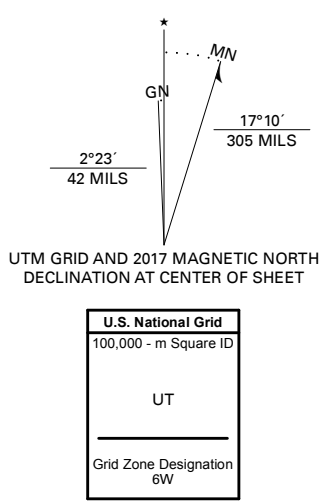 ★
MN
GN
17°10´
305 MILS
2°23´
42 MILS
UTM GRID AND 2017 MAGNETIC NORTH
DECLINATION AT CENTER OF SHEET
U.S. National Grid
100,000 - m Square ID
UT
Grid Zone Designation
6W